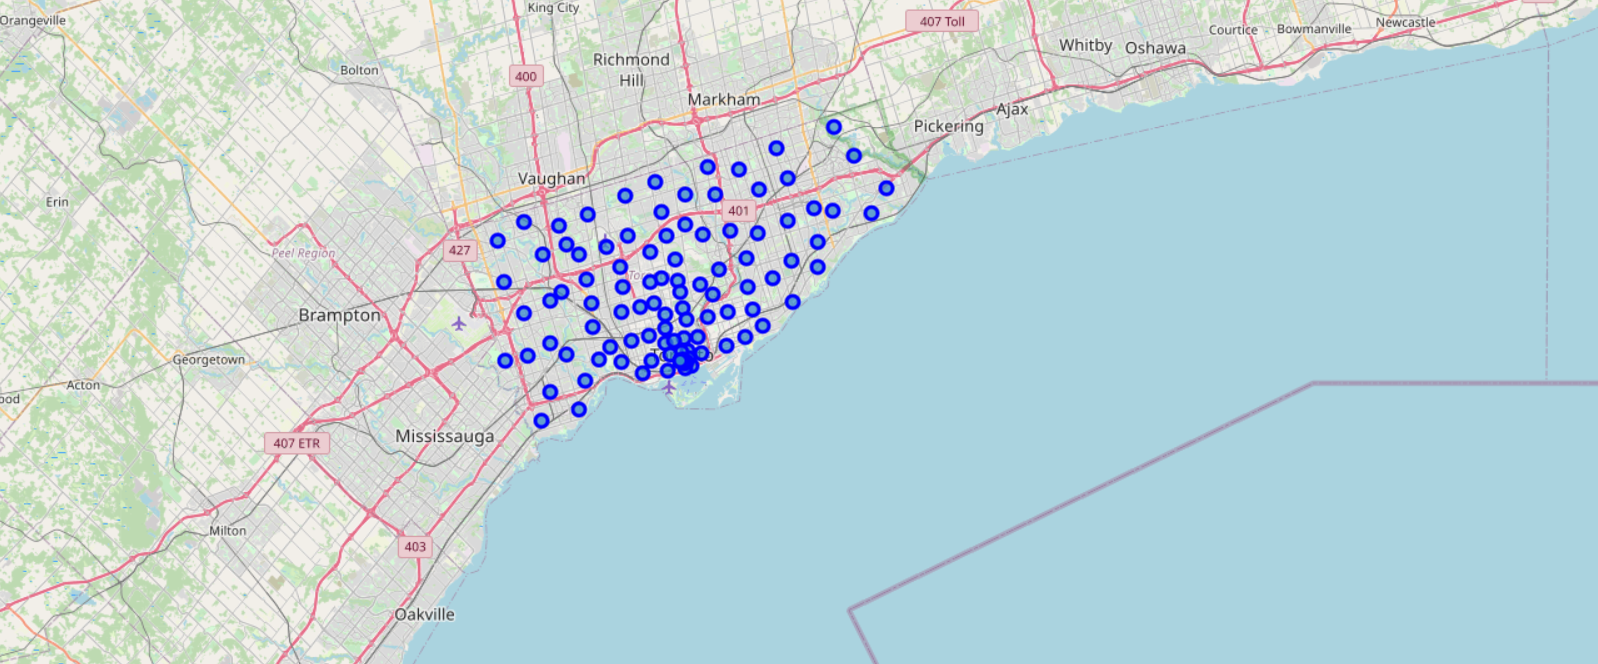 Orangeville
King City
407 Toll
Newcastle
Courtice
Bowmanville
Whitby
Oshawa
Richmond
Hill
Bolton
400
Markham
Ajax
Pickering
Vaughan
Erin
401
427
Peel Region
Brampton
Georgetown
Acton
Mississauga
407 ETR
Milton
403
Oakville